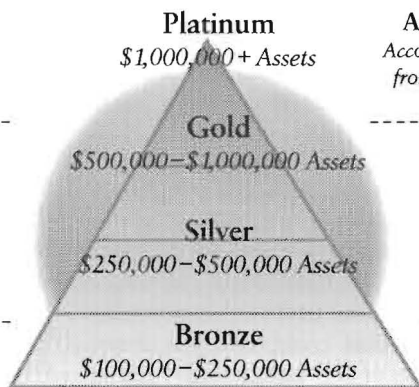 Platinum
$1,000,000+ Assets
Gold
$500,000–$1,000,000 Assets
Silver
$250,000–$500,000 Assets
Bronze
$100,000–$250,000 Assets